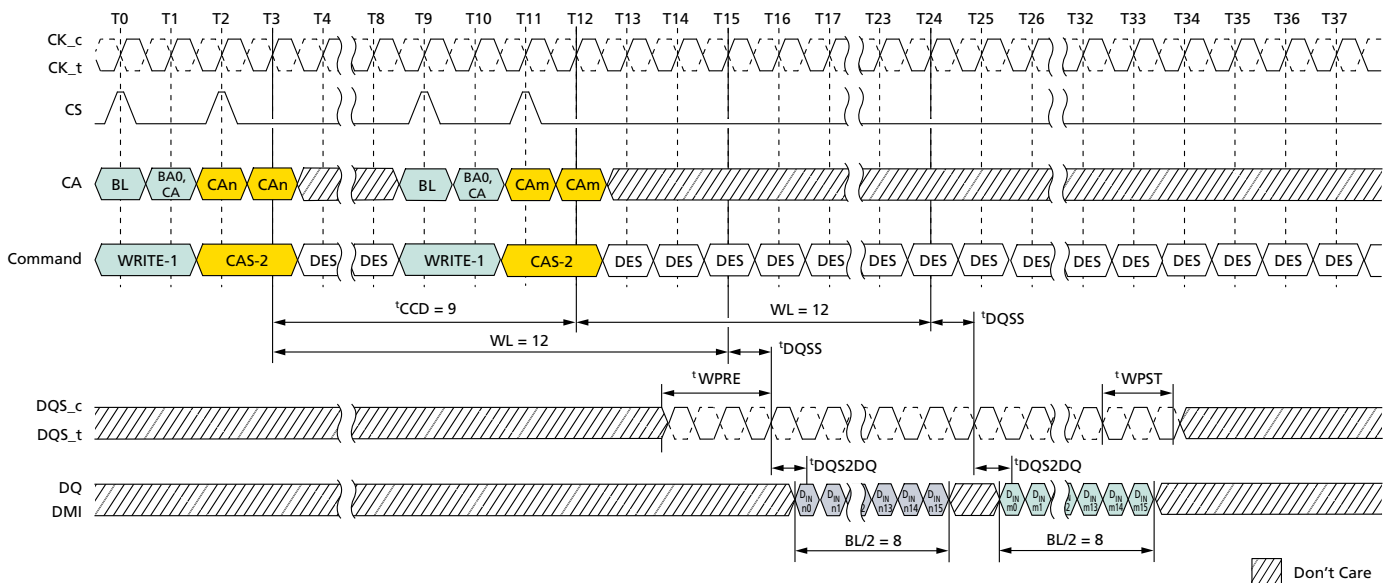 T0 T1 T2 T3 T4 T8 T9 T10 T11 T12 T13 T14 T15 T16 T17 T23 T24 T25 T26 T32 T33 T34 T35 T36 T37
CK_c
CK_t
CS
CA BL BA0, CA CAn CAn BL BA0, CA CAm CAm
Command WRITE-1 CAS-2 DES DES WRITE-1 CAS-2 DES DES DES DES DES DES DES DES DES DES DES DES DES DES DES
tCCD = 9 WL = 12 tDQSS
WL = 12 tDQSS
tWPRE tWPST
DQS_c
DQS_t
tDQS2DQ tDQS2DQ
DQ
DMI
DIN n0 DIN n1 DIN n13 DIN n14 DIN n15 DIN m0 DIN m1 DIN m13 DIN m14 DIN m15
BL/2 = 8 BL/2 = 8
Don't Care